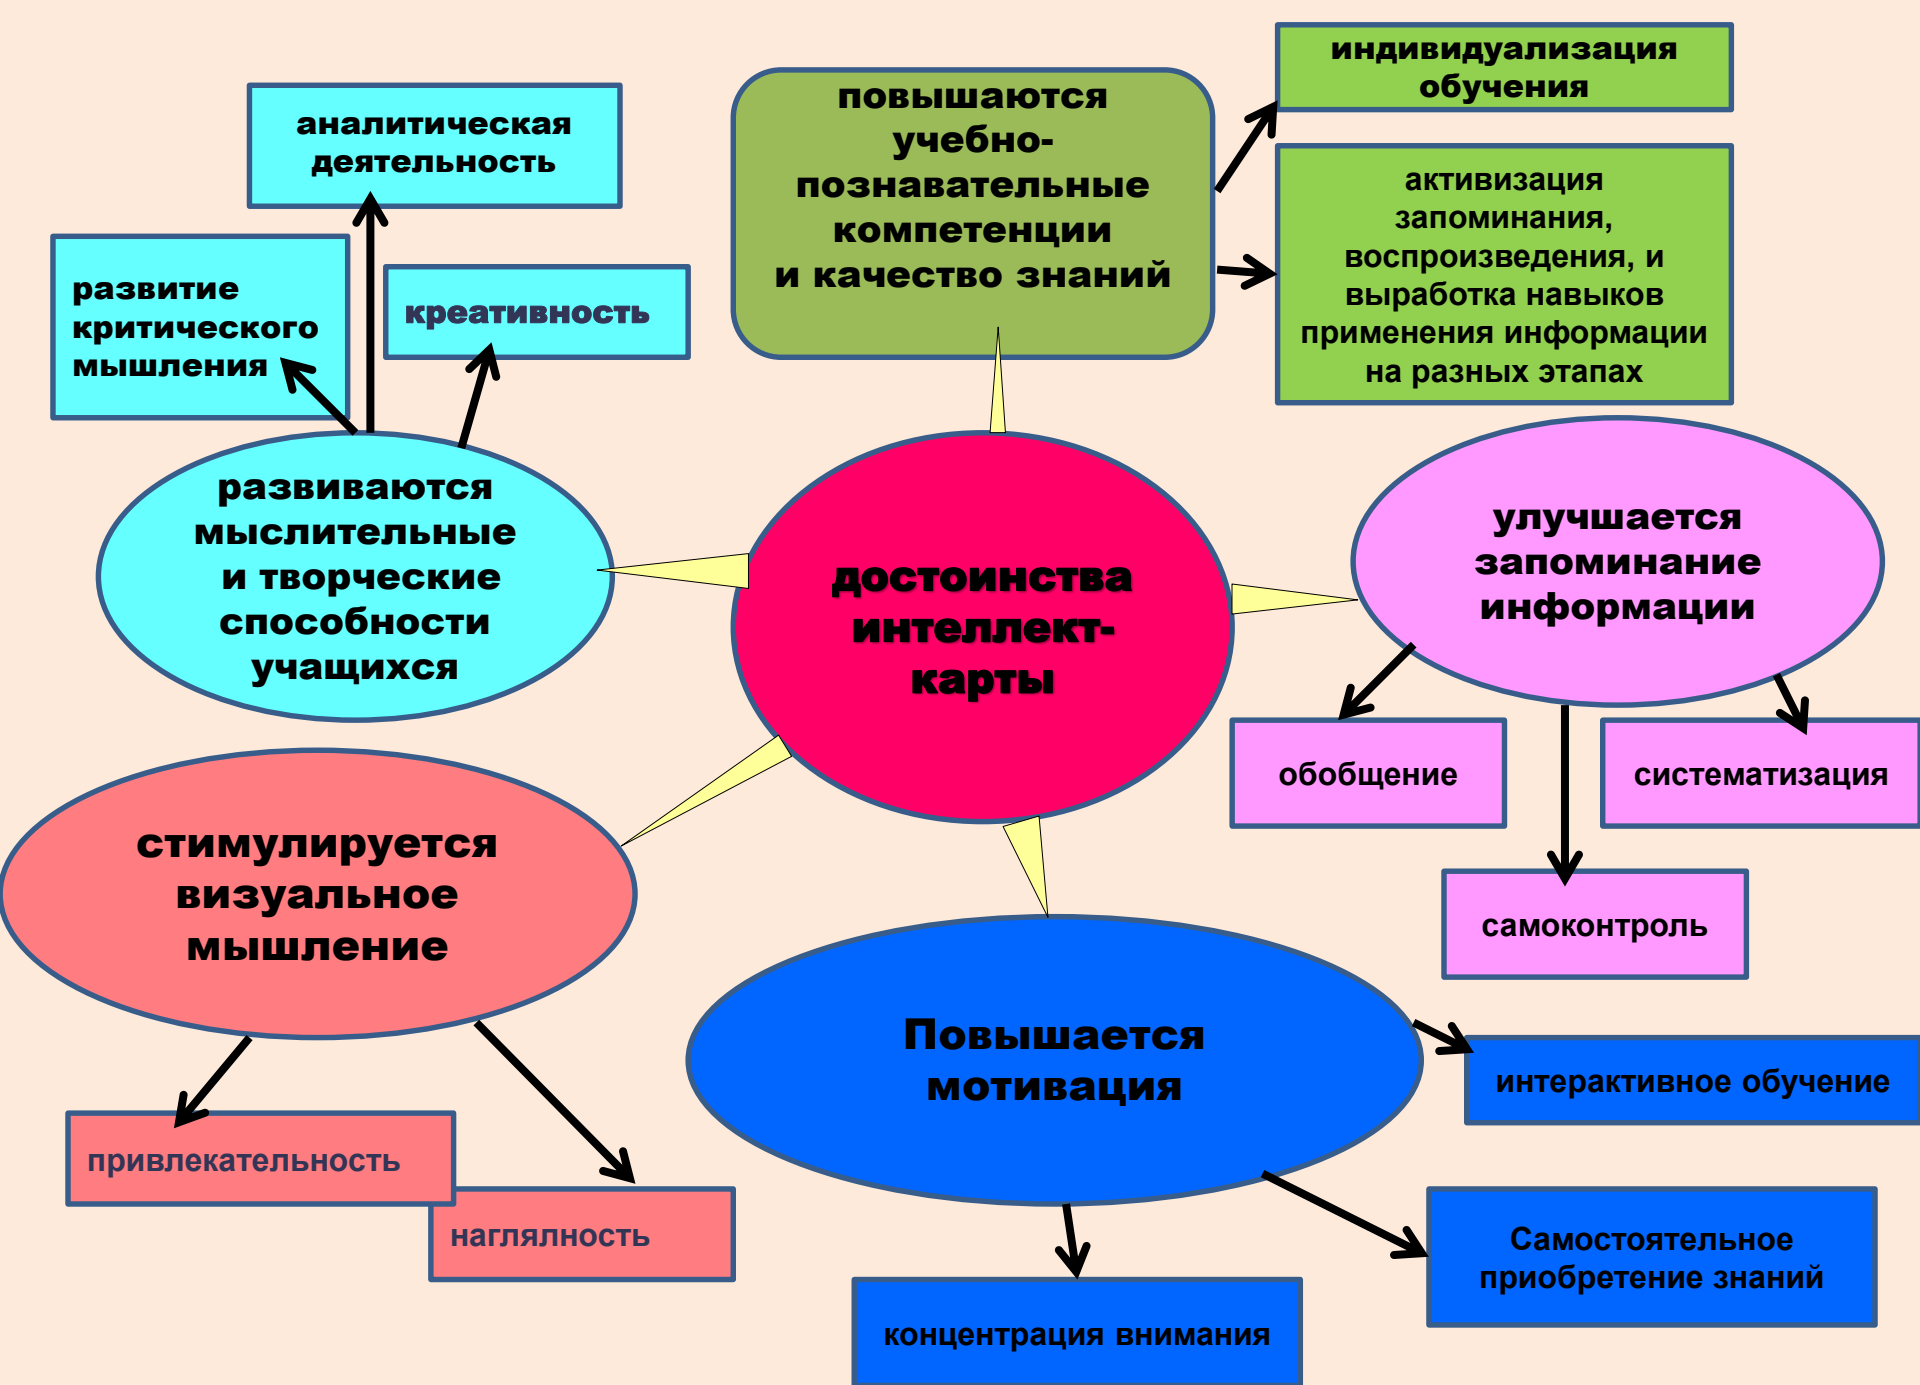 индивидуализация
обучения
аналитическая
деятельность
повышаются
учебно-
познавательные
компетенции
и качество знаний
активизация
запоминания,
воспроизведения, и
выработка навыков
применения информации
на разных этапах
развитие
критического
мышления
креативность
развиваются
мыслительные
и творческие
способности
учащихся
достоинства
интеллект-
карты
улучшается
запоминание
информации
обобщение
систематизация
самоконтроль
стимулируется
визуальное
мышление
Повышается
мотивация
интерактивное обучение
привлекательность
наглялность
Самостоятельное
приобретение знаний
концентрация внимания